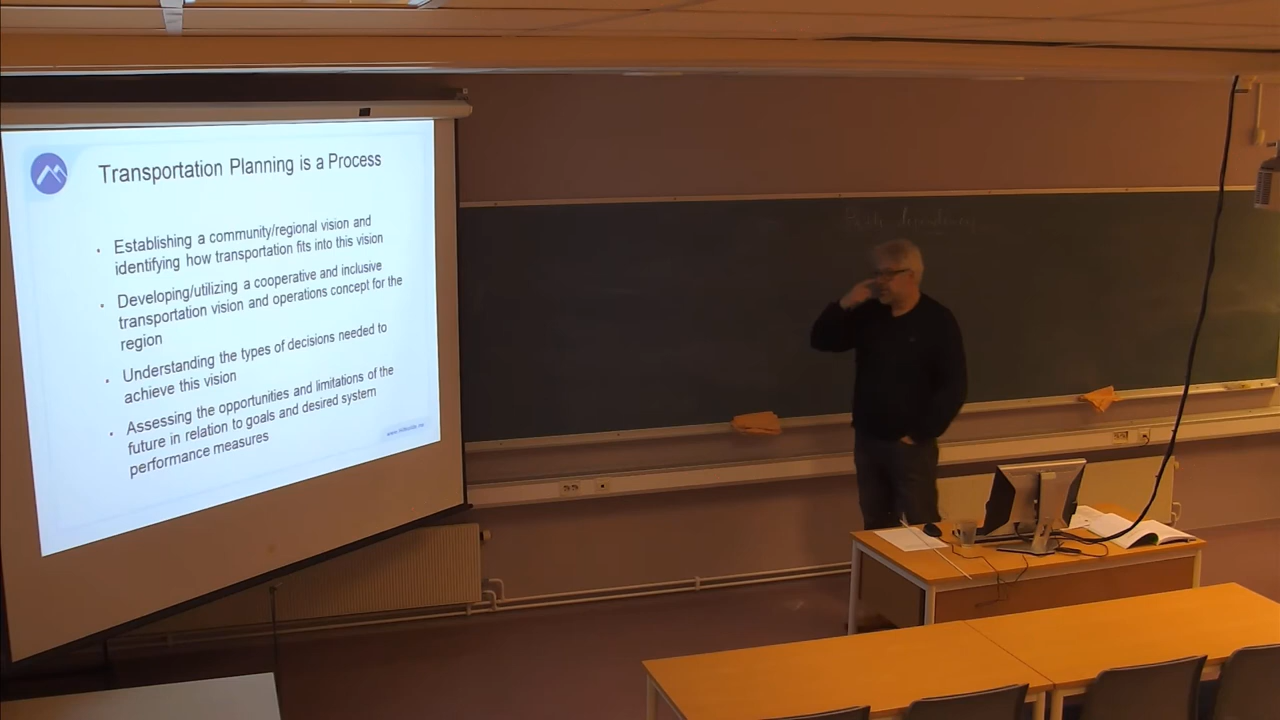 Transportation Planning is a Process
Establishing a community/regional vision and
identifying how transportation fits into this vision
Developing/utilizing a cooperative and inclusive
transportation vision and operations concept for the
region
Understanding the types of decisions needed to
achieve this vision
Assessing the opportunities and limitations of the
future in relation to goals and desired system
performance measures